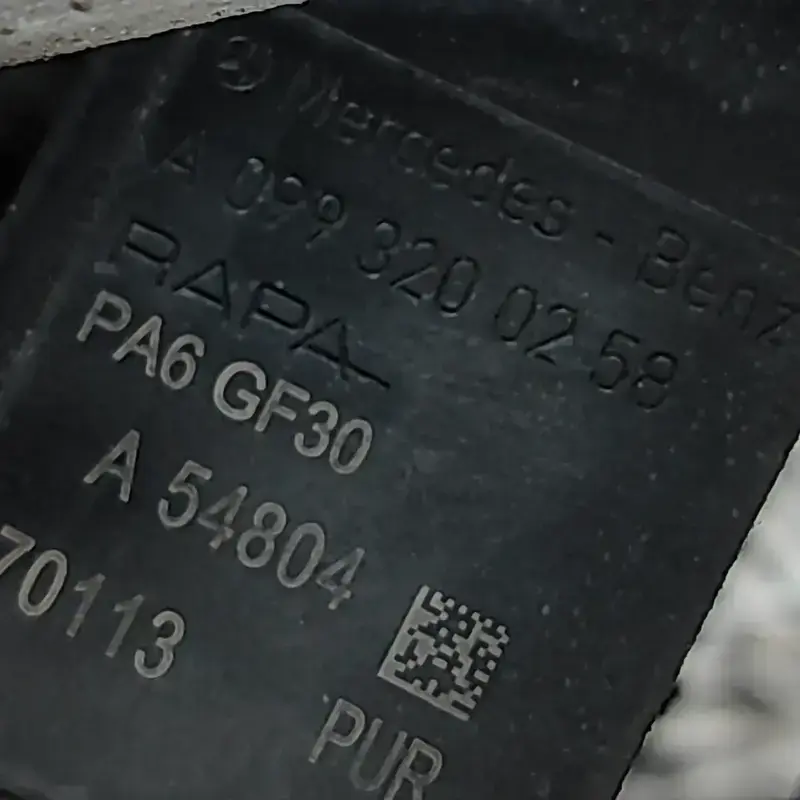 Mercedes - Benz
A 099 320 02 58
RAPA
PA6 GF30
A 54804
70113
PUR